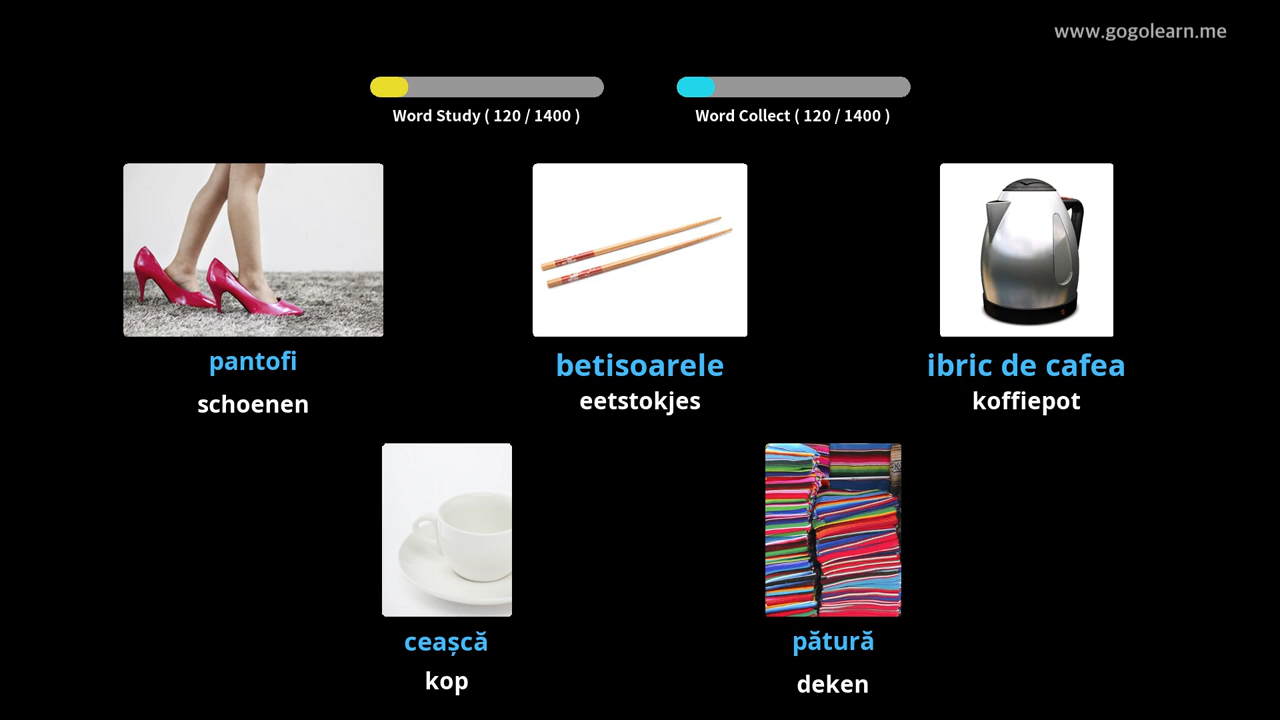 www.gogolearn.me
Word Study ( 120 / 1400 )
Word Collect ( 120 / 1400 )
pantofi
schoenen
betisoarele
eetstokjes
ibric de cafea
koffiepot
ceașcă
kop
pătură
deken